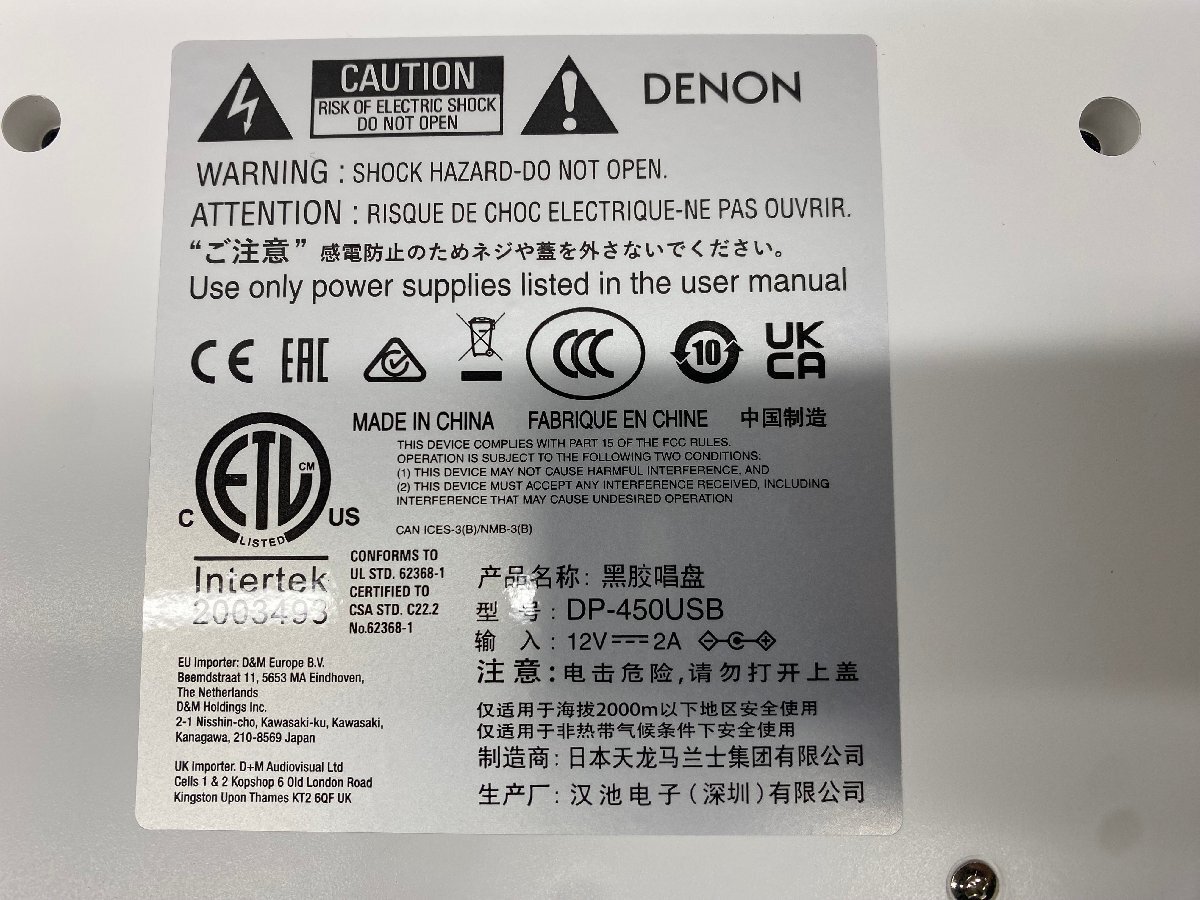 CAUTION
RISK OF ELECTRIC SHOCK
DO NOT OPEN
DENON
WARNING : SHOCK HAZARD-DO NOT OPEN.
ATTENTION : RISQUE DE CHOC ELECTRIQUE-NE PAS OUVRIR.
“ご注意” 感電防止のためネジや蓋を外さないでください。
Use only power supplies listed in the user manual
CE EAC CCC 10 UK
CA
MADE IN CHINA FABRIQUE EN CHINE 中国制造
THIS DEVICE COMPLIES WITH PART 15 OF THE FCC RULES.
OPERATION IS SUBJECT TO THE FOLLOWING TWO CONDITIONS:
(1) THIS DEVICE MAY NOT CAUSE HARMFUL INTERFERENCE, AND
(2) THIS DEVICE MUST ACCEPT ANY INTERFERENCE RECEIVED, INCLUDING
INTERFERENCE THAT MAY CAUSE UNDESIRED OPERATION
CAN ICES-3(B)/NMB-3(B)
ETL CM
C US
LISTED
Intertek
2003493
CONFORMS TO
UL STD. 62368-1
CERTIFIED TO
CSA STD. C22.2
No.62368-1
EU Importer: D&M Europe B.V.
Beemdstraat 11, 5653 MA Eindhoven,
The Netherlands
D&M Holdings Inc.
2-1 Nisshin-cho, Kawasaki-ku, Kawasaki,
Kanagawa, 210-8569 Japan
UK Importer. D+M Audiovisual Ltd
Cells 1 & 2 Kopshop 6 Old London Road
Kingston Upon Thames KT2 6QF UK
产品名称: 黑胶唱盘
型 号: DP-450USB
输 入: 12V⎓2A
注 意: 电击危险,请勿打开上盖
仅适用于海拔2000m以下地区安全使用
仅适用于非热带气候条件下安全使用
制造商: 日本天龙马兰士集团有限公司
生产厂: 汉池电子(深圳)有限公司